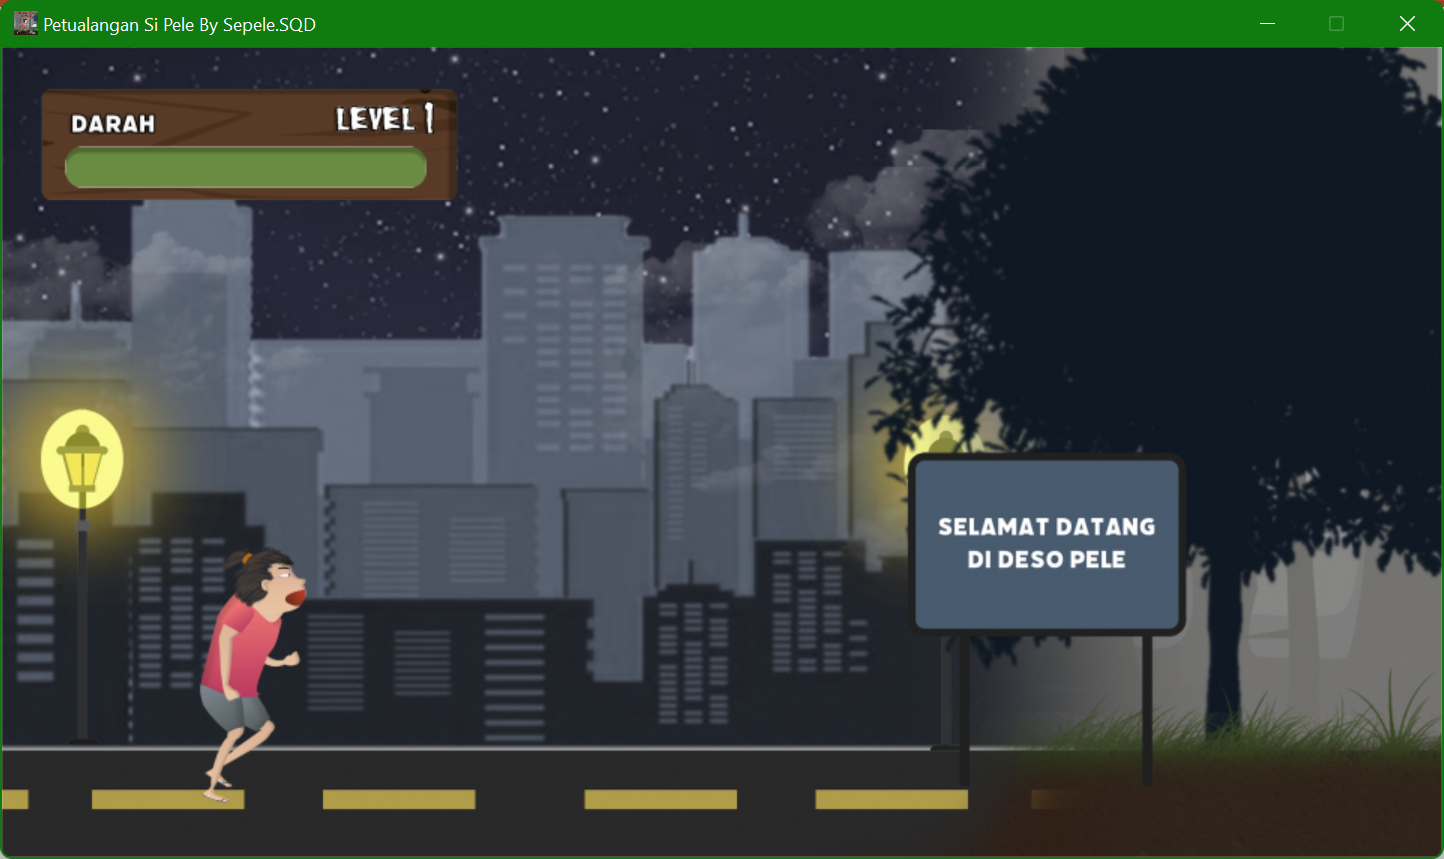 Petualangan Si Pele By Sepele.SQD
DARAH
LEVEL 1
SELAMAT DATANG
DI DESO PELE